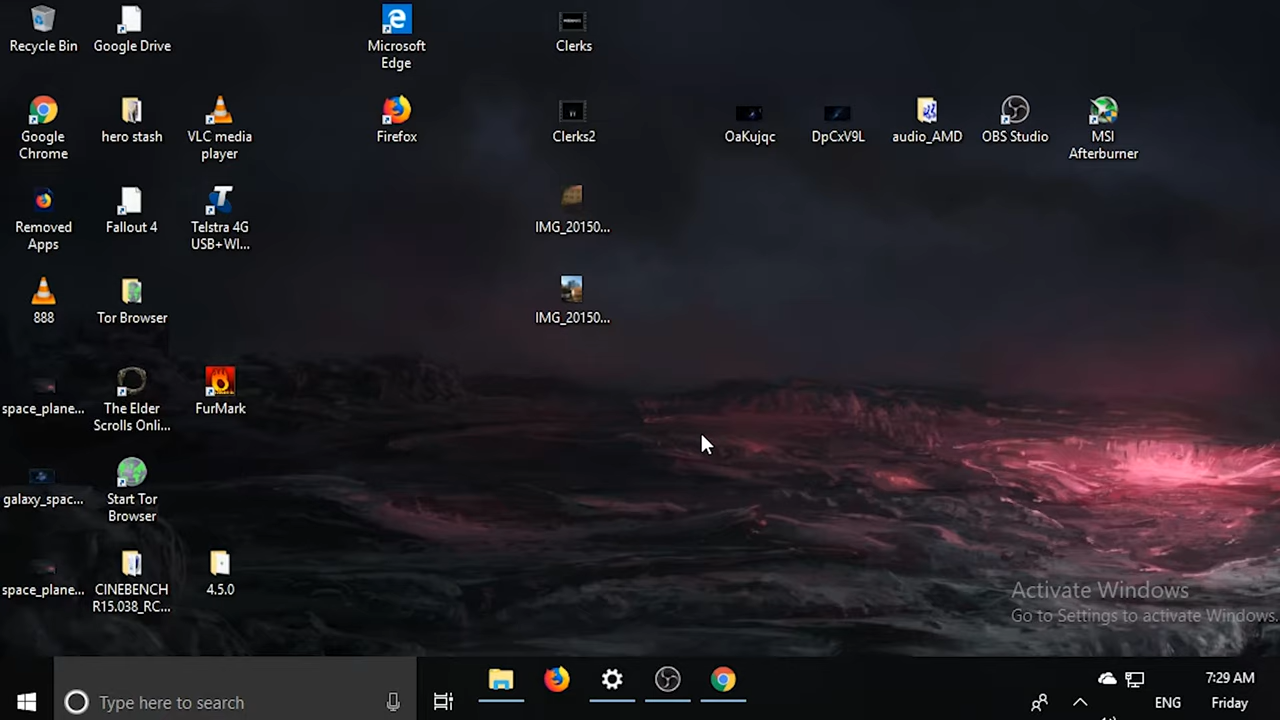 Recycle Bin
Google Drive
Microsoft
Edge
Clerks
Google
Chrome
hero stash
VLC media
player
Firefox
Clerks2
OaKujqc
DpCxV9L
audio_AMD
OBS Studio
MSI
Afterburner
Removed
Apps
Fallout 4
Telstra 4G
USB+WI...
IMG_20150...
888
Tor Browser
IMG_20150...
space_plane...
The Elder
Scrolls Onli...
FurMark
galaxy_spac...
Start Tor
Browser
space_plane...
CINEBENCH
R15.038_RC...
4.5.0
Activate Windows
Go to Settings to activate Windows.
Type here to search
7:29 AM
ENG
Friday